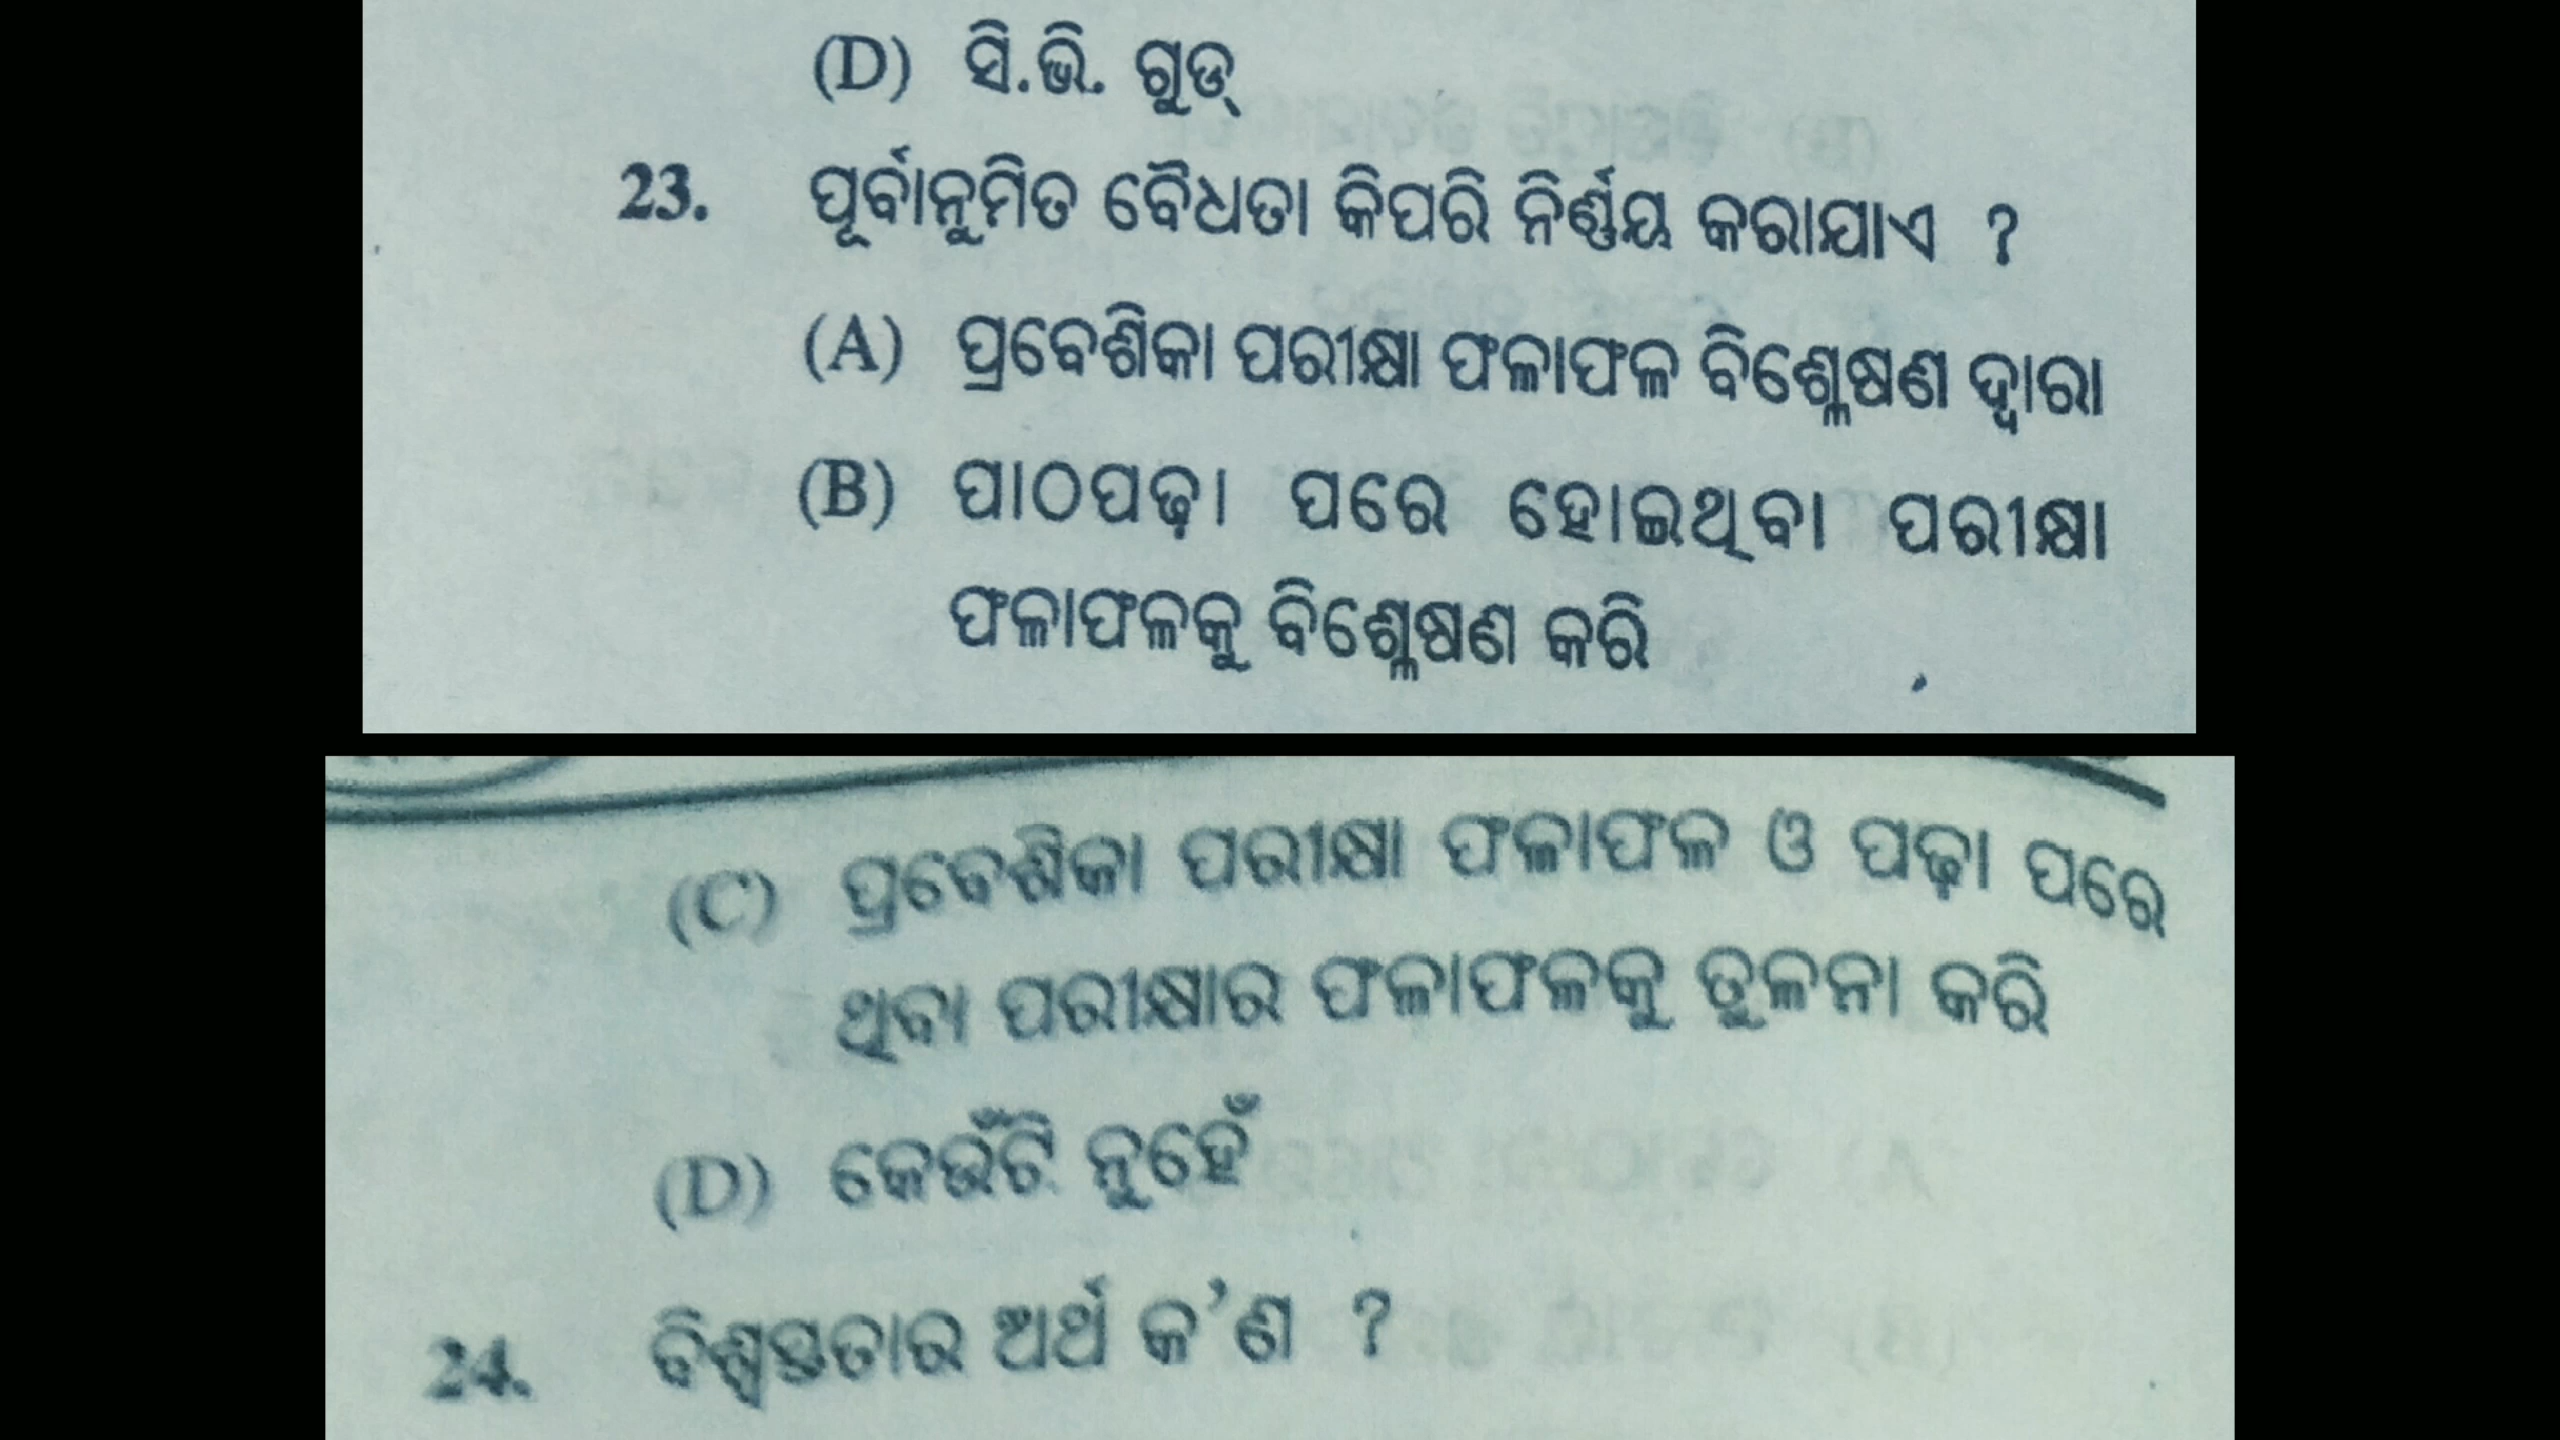 (D) ସି.ଭି. ଗୁଡ୍
23. ପୂର୍ବାନୁମିତ ବୈଧତା କିପରି ନିର୍ଣ୍ଣୟ କରାଯାଏ ?
(A) ପ୍ରବେଶିକା ପରୀକ୍ଷା ଫଳାଫଳ ବିଶ୍ଳେଷଣ ଦ୍ୱାରା
(B) ପାଠପଢ଼ା ପରେ ହୋଇଥିବା ପରୀକ୍ଷା
ଫଳାଫଳକୁ ବିଶ୍ଳେଷଣ କରି
(C) ପ୍ରବେଶିକା ପରୀକ୍ଷା ଫଳାଫଳ ଓ ପଢ଼ା ପରେ
ଥିବା ପରୀକ୍ଷାର ଫଳାଫଳକୁ ତୁଳନା କରି
(D) କେଉଁଟି ନୁହେଁ
24. ବିଶ୍ୱସ୍ତତାର ଅର୍ଥ କ'ଣ ?